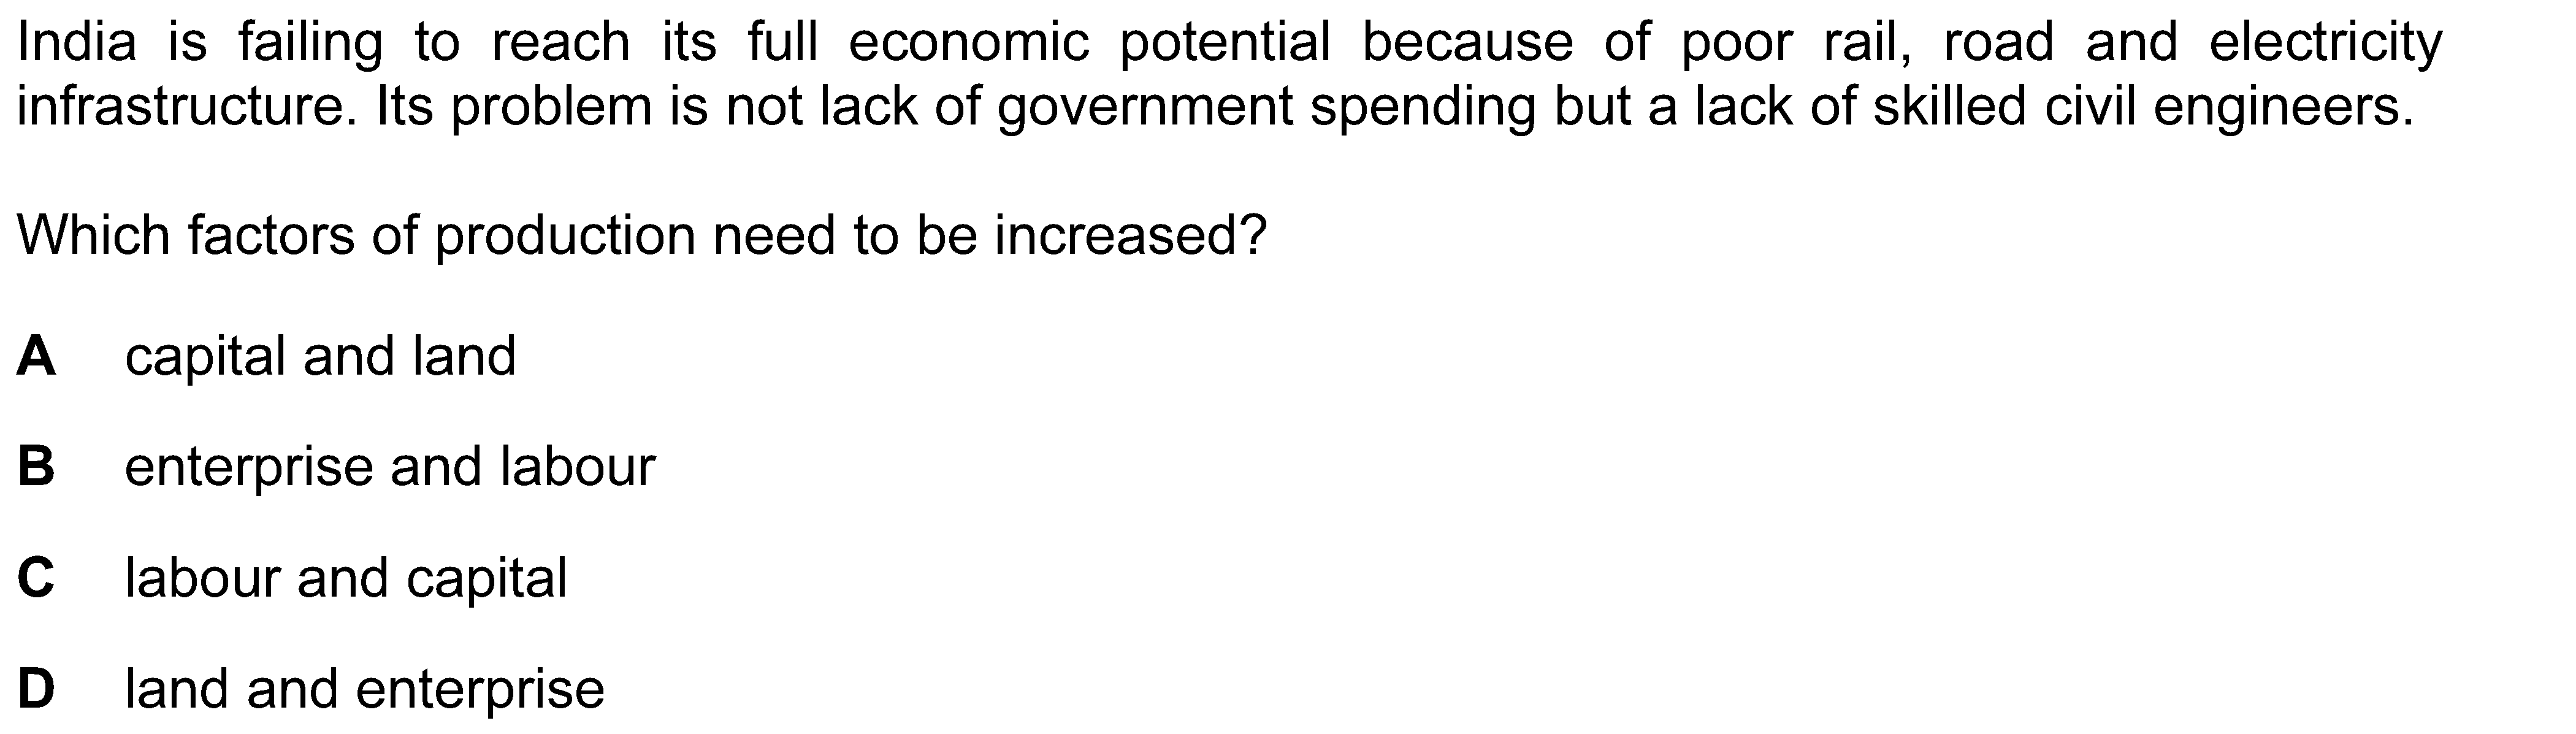 India is failing to reach its full economic potential because of poor rail, road and electricity
infrastructure. Its problem is not lack of government spending but a lack of skilled civil engineers.
Which factors of production need to be increased?
A capital and land
B enterprise and labour
C labour and capital
D land and enterprise